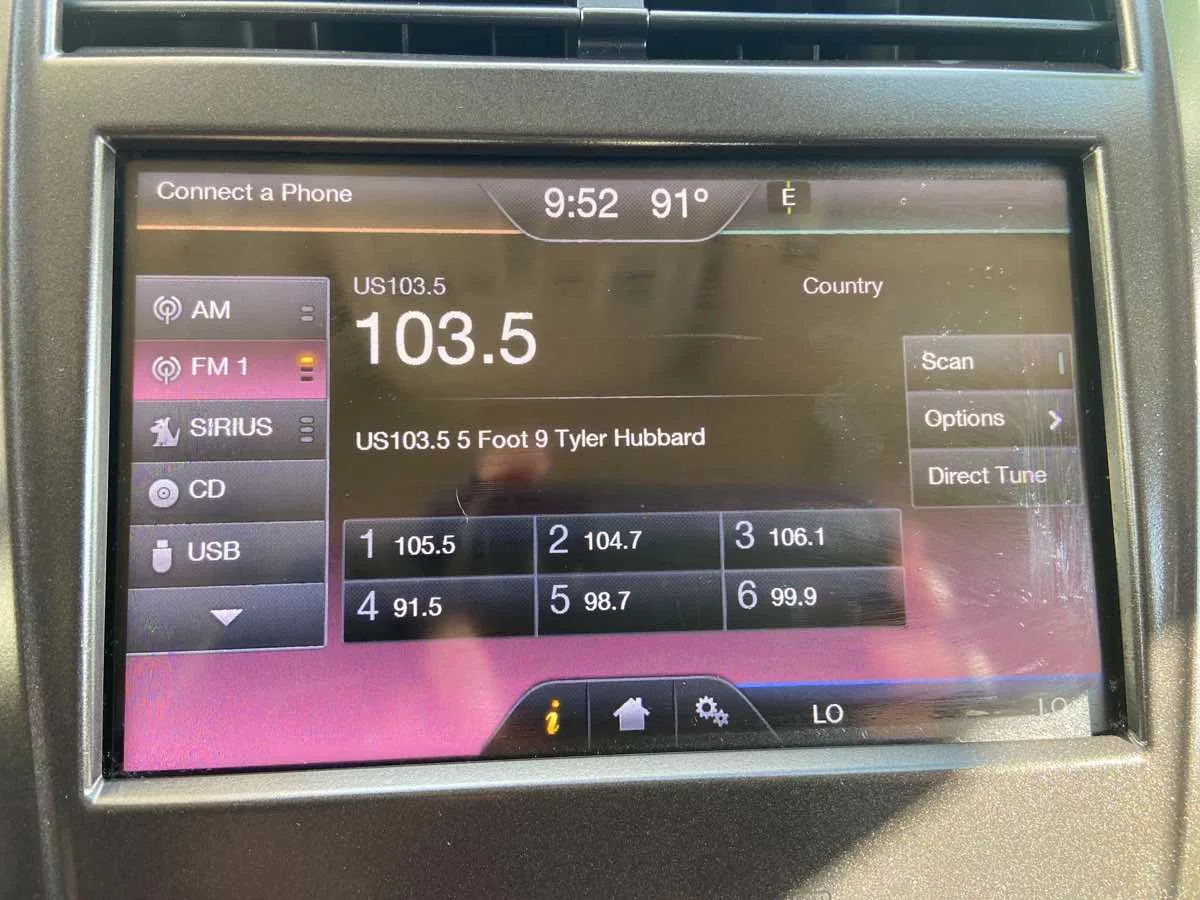 Connect a Phone
9:52 91º
E
AM
FM 1
SIRIUS
CD
USB
US103.5
Country
103.5
US103.5 5 Foot 9 Tyler Hubbard
Scan
Options
Direct Tune
1 105.5
2 104.7
3 106.1
4 91.5
5 98.7
6 99.9
i
LO
LO